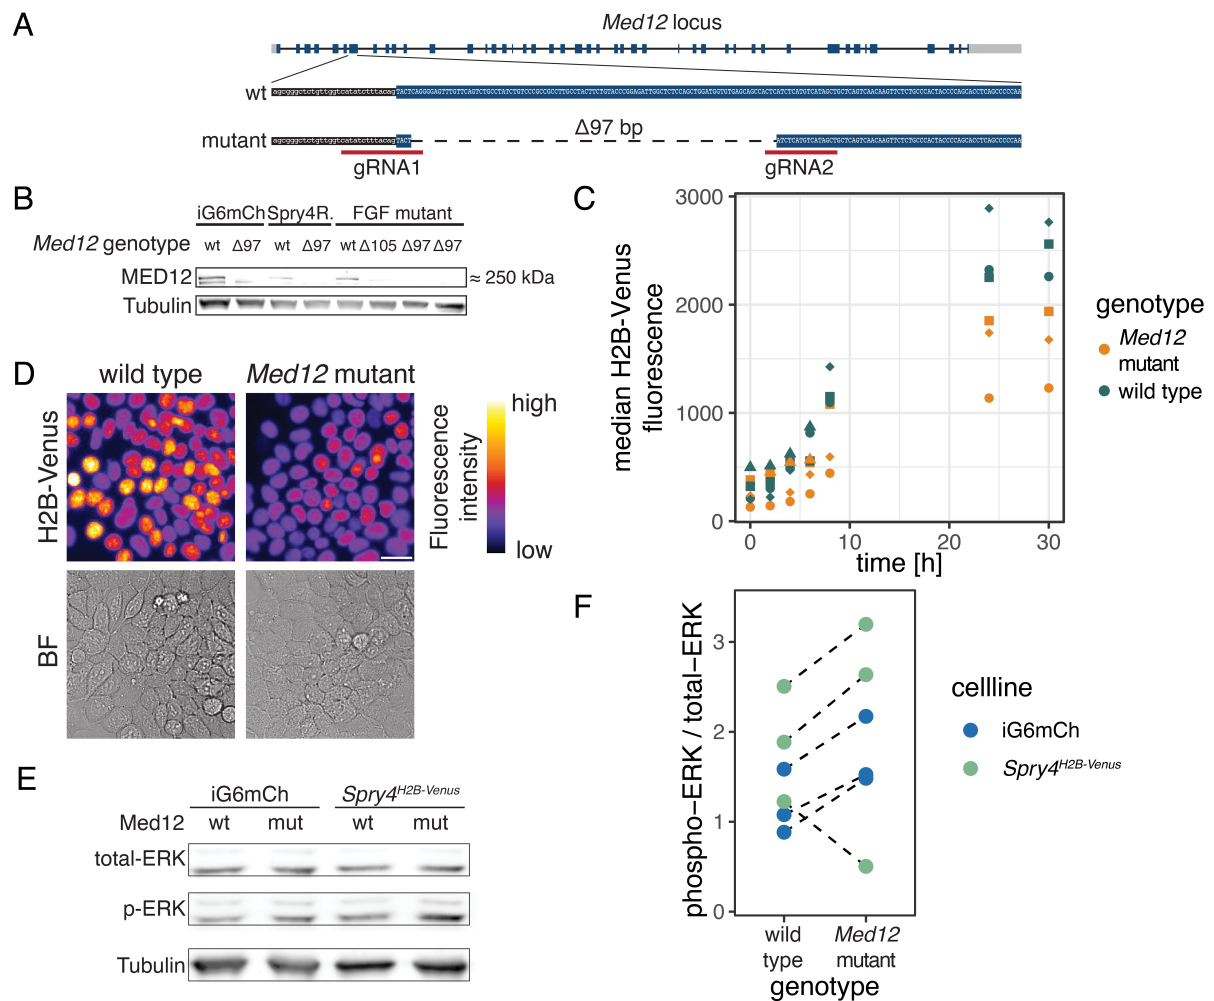 A
Med12 locus
wt
agcgggctctgttggtcatatctttacag
mutant
agcgggctctgttggtcatatctttacagTACT
Δ97 bp
gRNA1
gRNA2
B
iG6mCh Spry4R. FGF mutant
Med12 genotype wt Δ97 wt Δ97 wt Δ105 Δ97 Δ97
MED12
≈ 250 kDa
Tubulin
C
median H2B-Venus
fluorescence
3000
2000
1000
0
0 10 20 30
time [h]
genotype
Med12
mutant
wild type
D
wild type Med12 mutant
H2B-Venus
BF
Fluorescence
intensity
high
low
E
iG6mCh Spry4H2B-Venus
Med12 wt mut wt mut
total-ERK
p-ERK
Tubulin
F
phospho−ERK / total−ERK
3
2
1
0
wild
type
Med12
mutant
genotype
cellline
iG6mCh
Spry4H2B-Venus